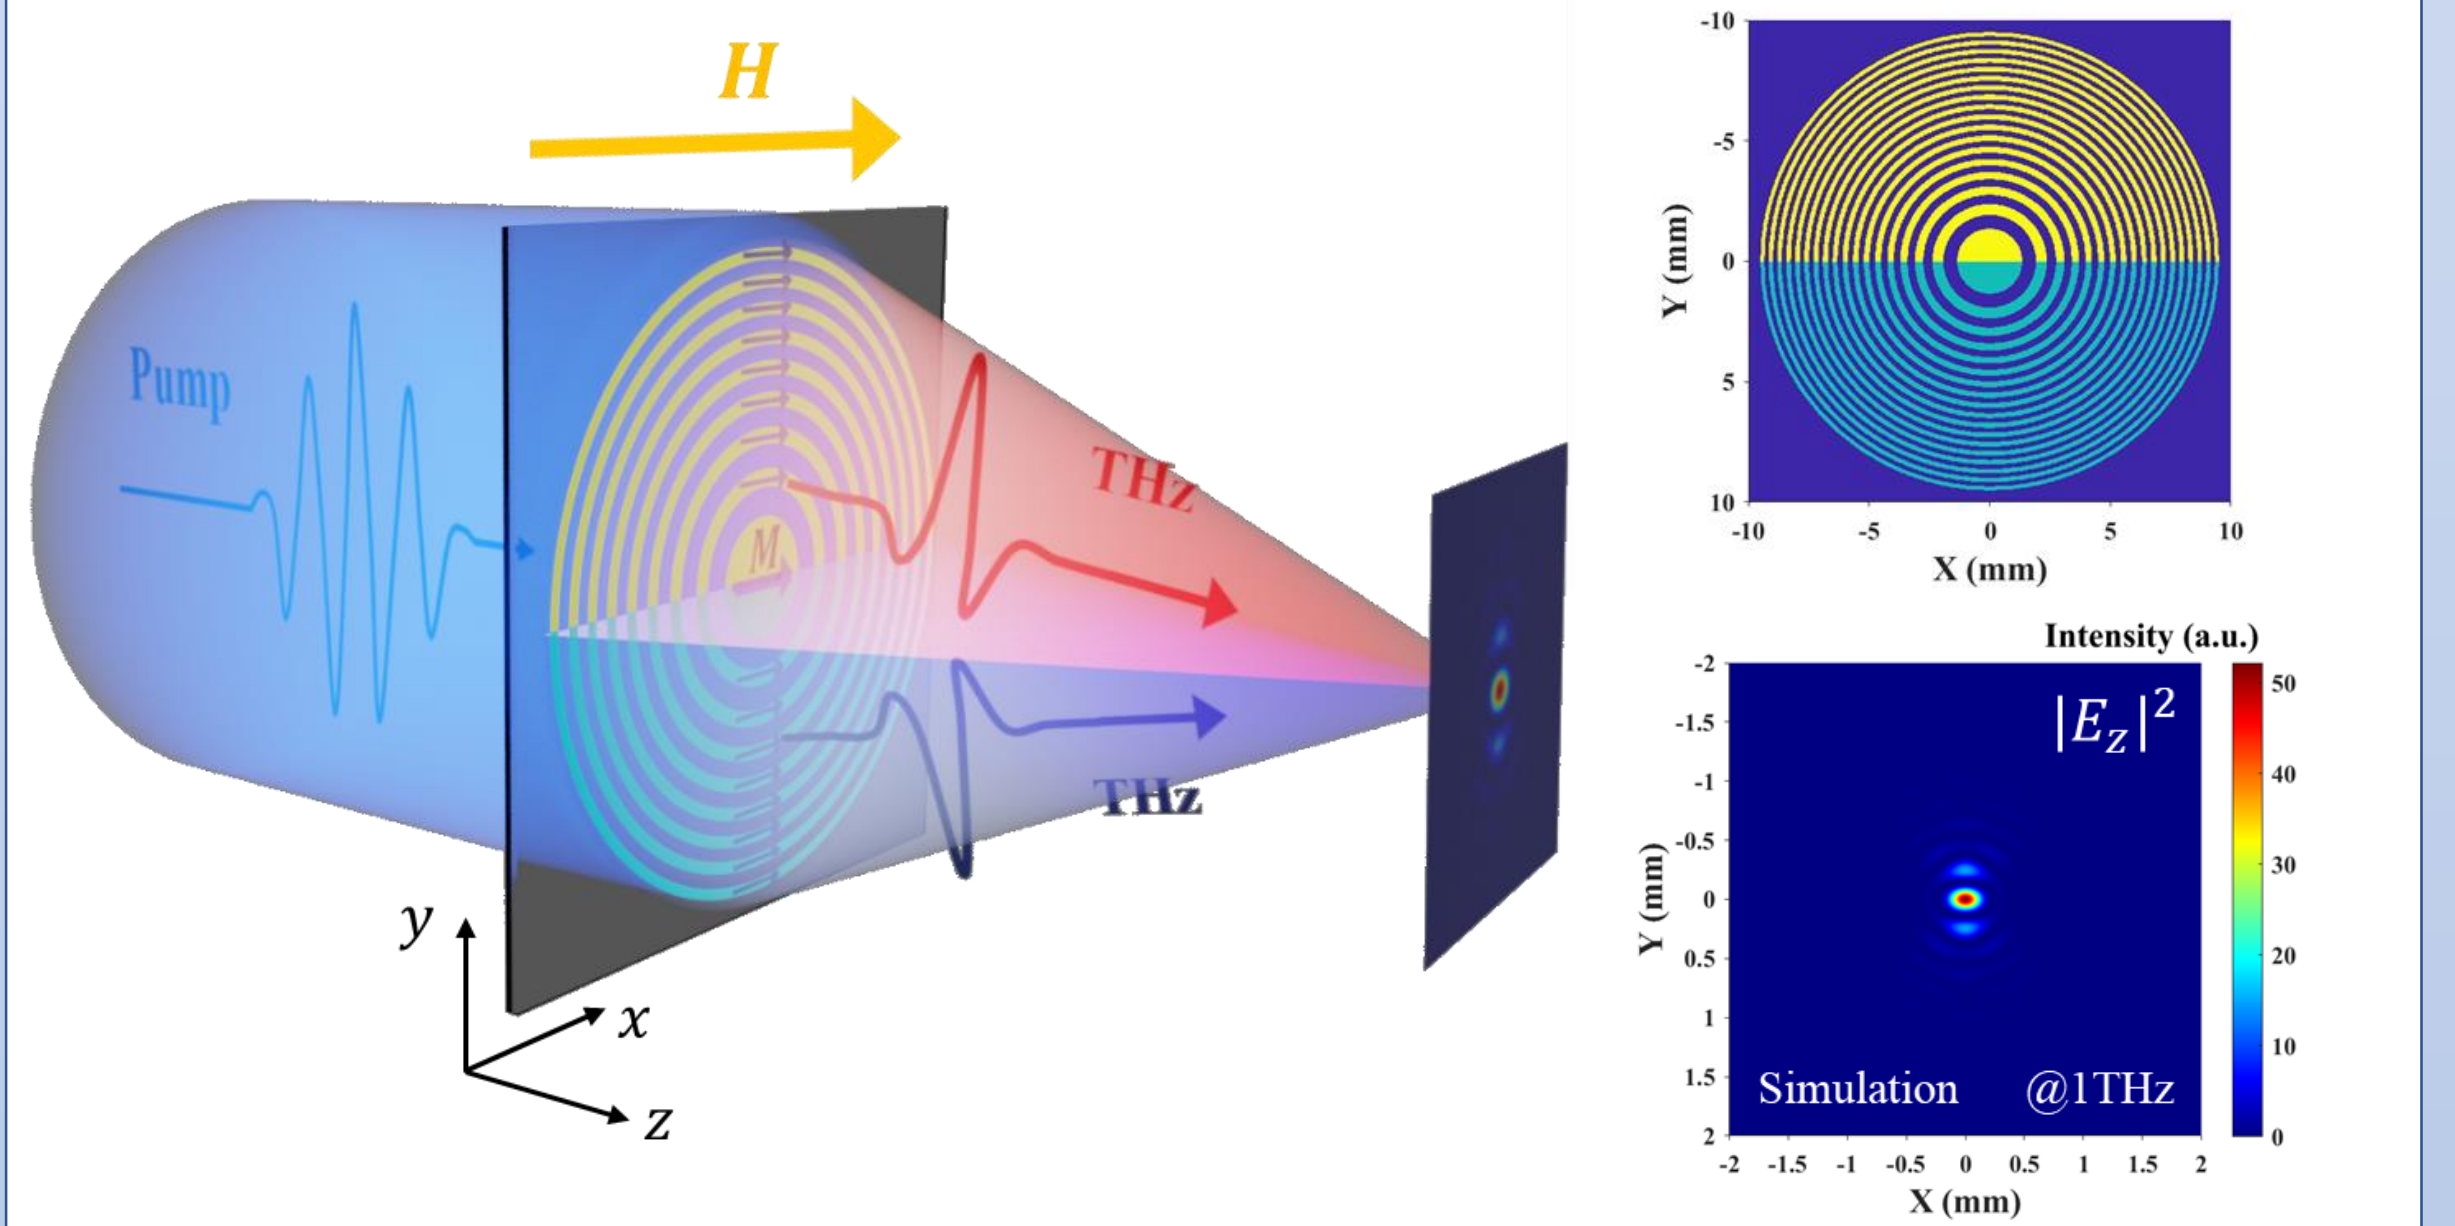 H
Pump
M
THz
THz
y
x
z
-10
-5
0
5
10
Y (mm)
-10 -5 0 5 10
X (mm)
Intensity (a.u.)
|E_z|²
-2
-1.5
-1
-0.5
0
0.5
1
1.5
2
Y (mm)
Simulation @1THz
-2 -1.5 -1 -0.5 0 0.5 1 1.5 2
X (mm)
50
40
30
20
10
0